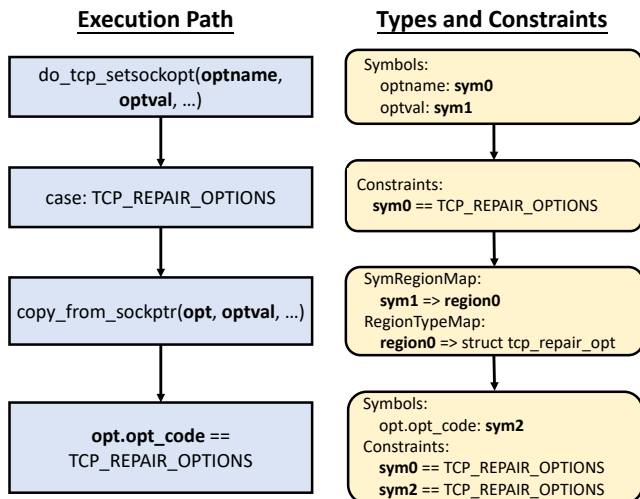 Execution Path
do_tcp_setsockopt(optname,
optval, ...)
case: TCP_REPAIR_OPTIONS
copy_from_sockptr(opt, optval, ...)
opt.opt_code ==
TCP_REPAIR_OPTIONS
Types and Constraints
Symbols:
optname: sym0
optval: sym1
Constraints:
sym0 == TCP_REPAIR_OPTIONS
SymRegionMap:
sym1 => region0
RegionTypeMap:
region0 => struct tcp_repair_opt
Symbols:
opt.opt_code: sym2
Constraints:
sym0 == TCP_REPAIR_OPTIONS
sym2 == TCP_REPAIR_OPTIONS